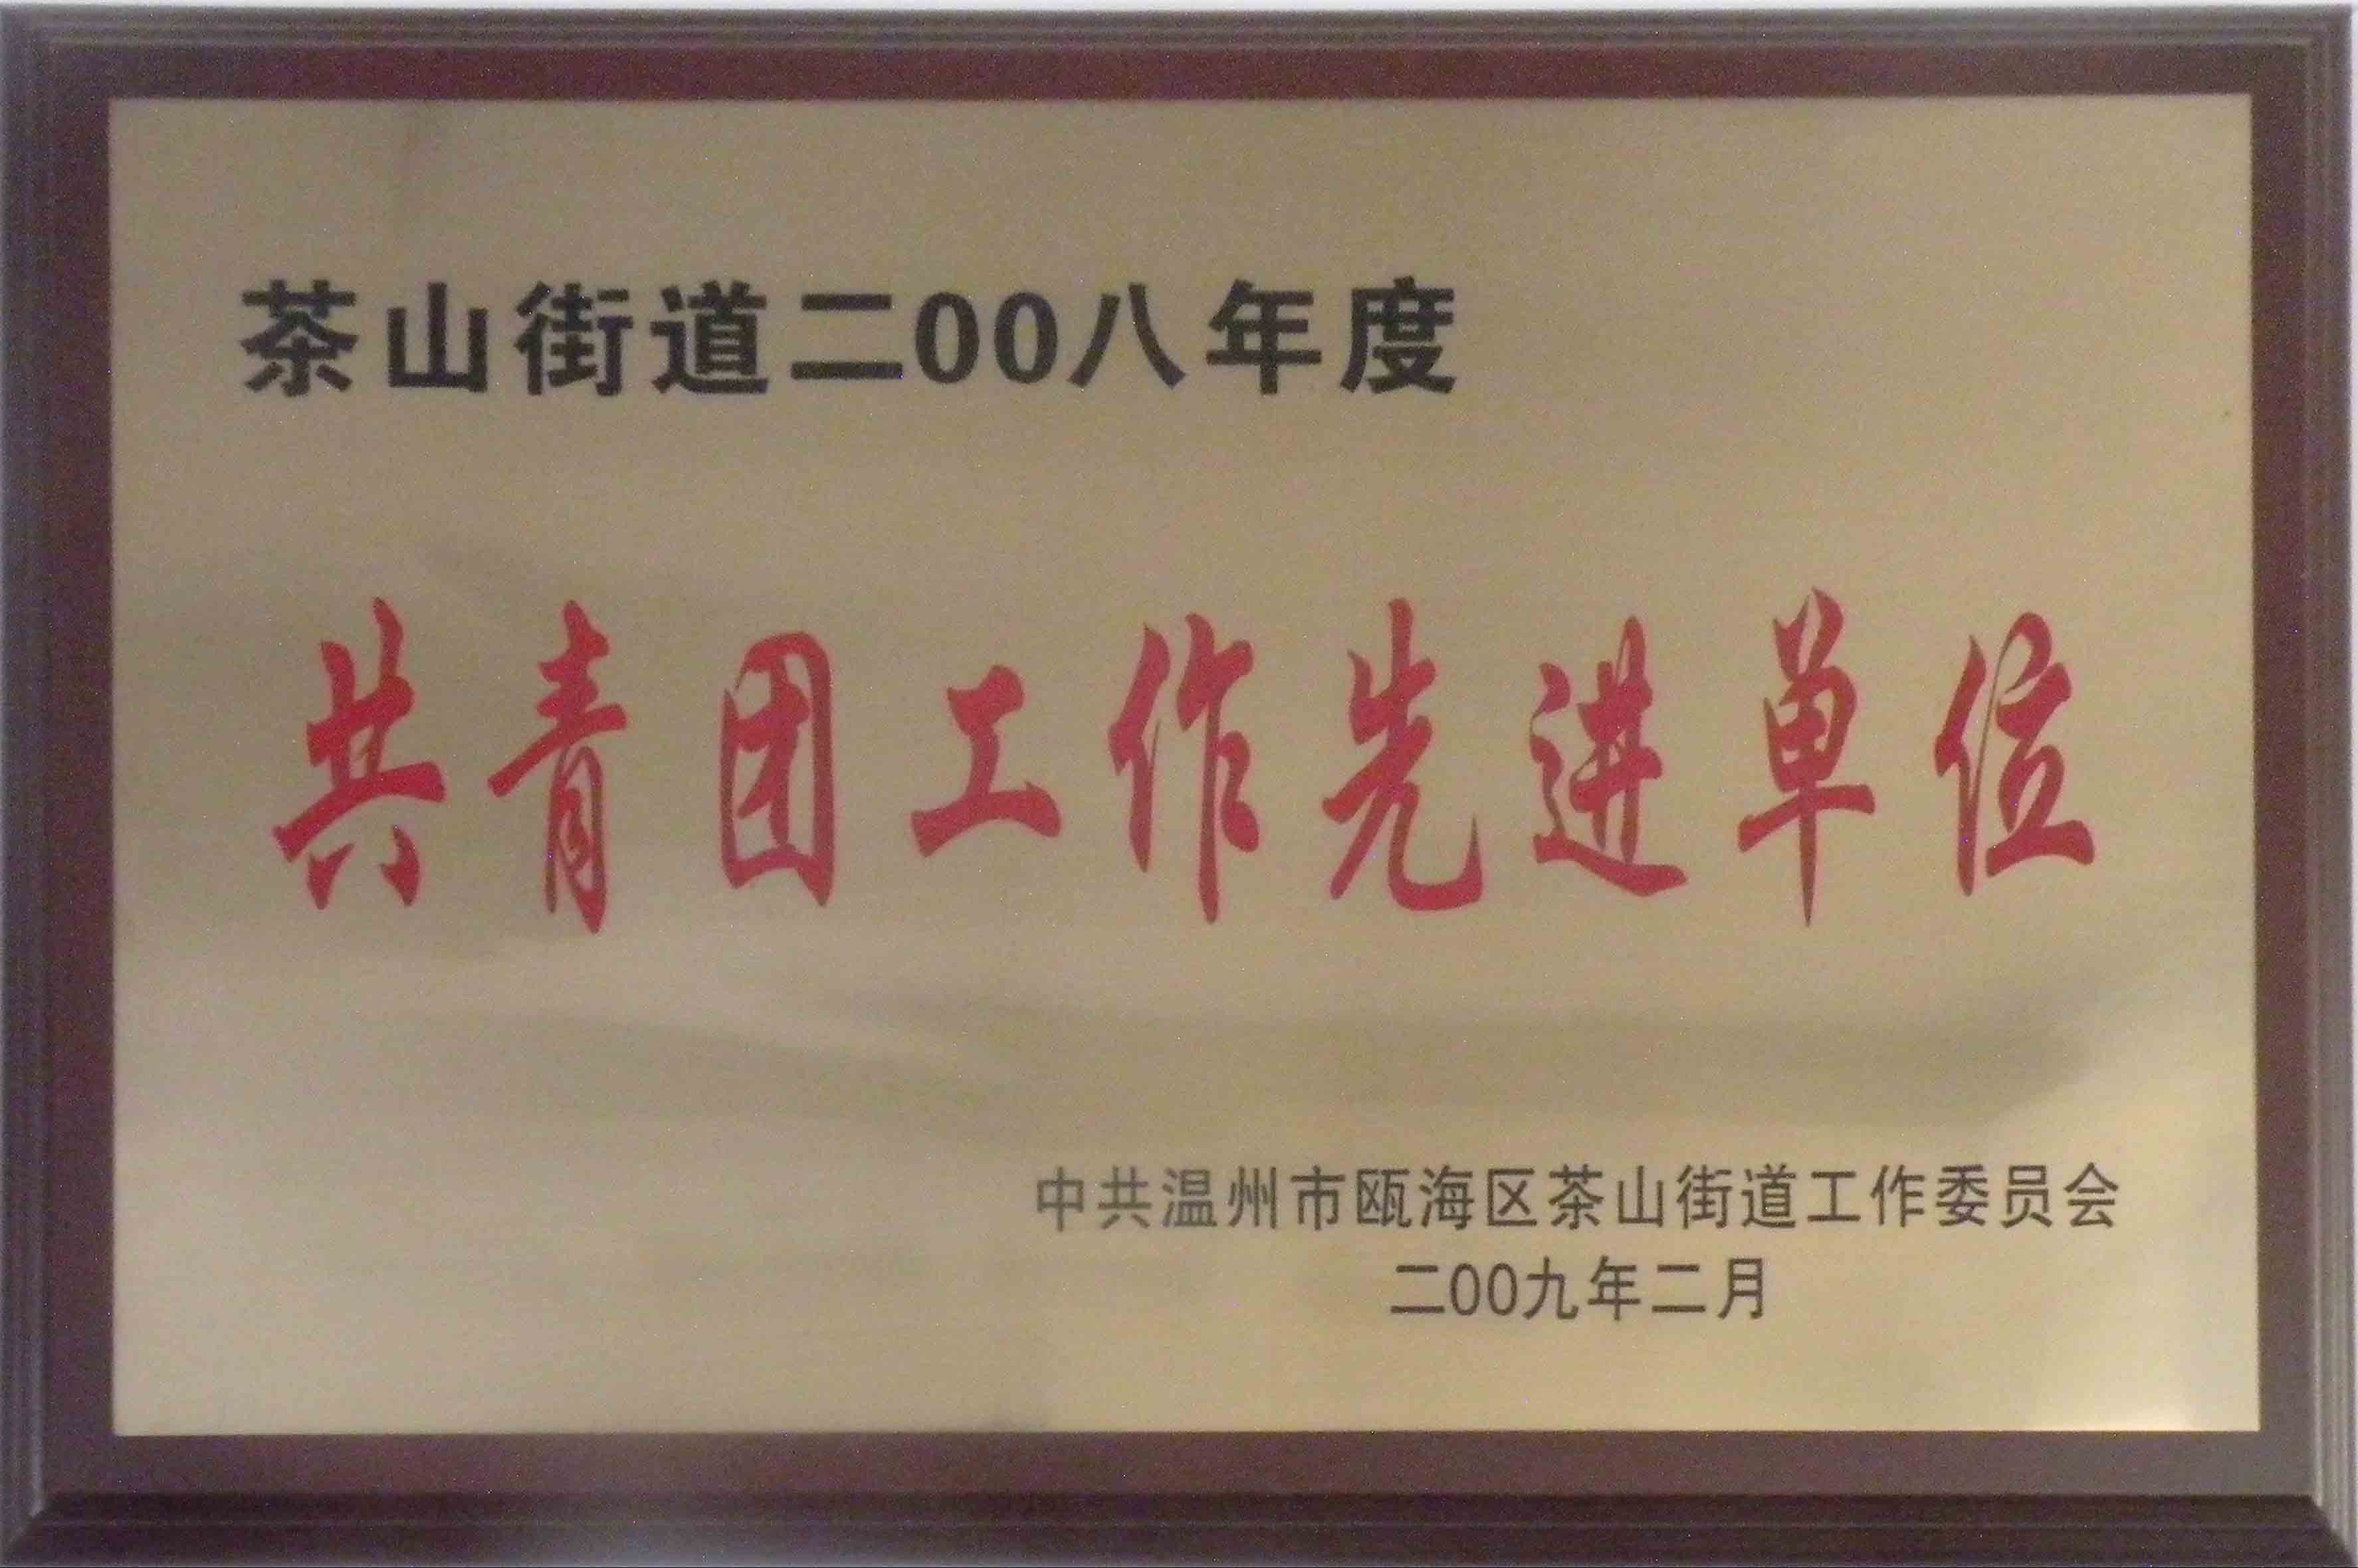 茶山街道二00八年度
共青团工作先进单位
中共温州市瓯海区茶山街道工作委员会
二00九年二月